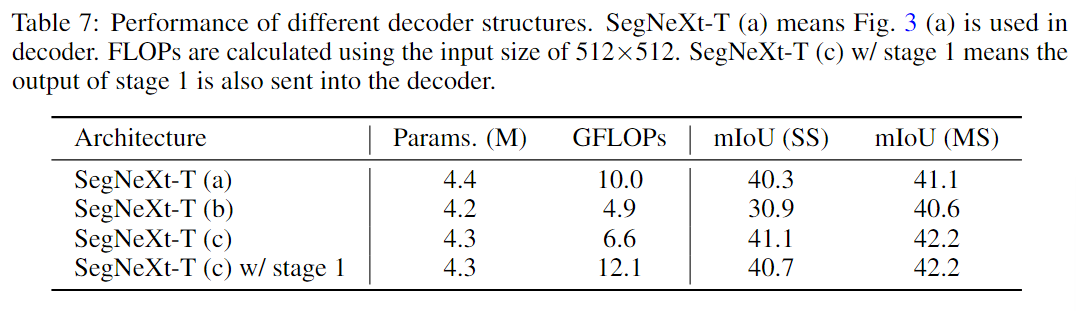 Table 7: Performance of different decoder structures. SegNeXt-T (a) means Fig. 3 (a) is used in
decoder. FLOPs are calculated using the input size of 512×512. SegNeXt-T (c) w/ stage 1 means the
output of stage 1 is also sent into the decoder.
Architecture Params. (M) GFLOPs mIoU (SS) mIoU (MS)
SegNeXt-T (a) 4.4 10.0 40.3 41.1
SegNeXt-T (b) 4.2 4.9 30.9 40.6
SegNeXt-T (c) 4.3 6.6 41.1 42.2
SegNeXt-T (c) w/ stage 1 4.3 12.1 40.7 42.2